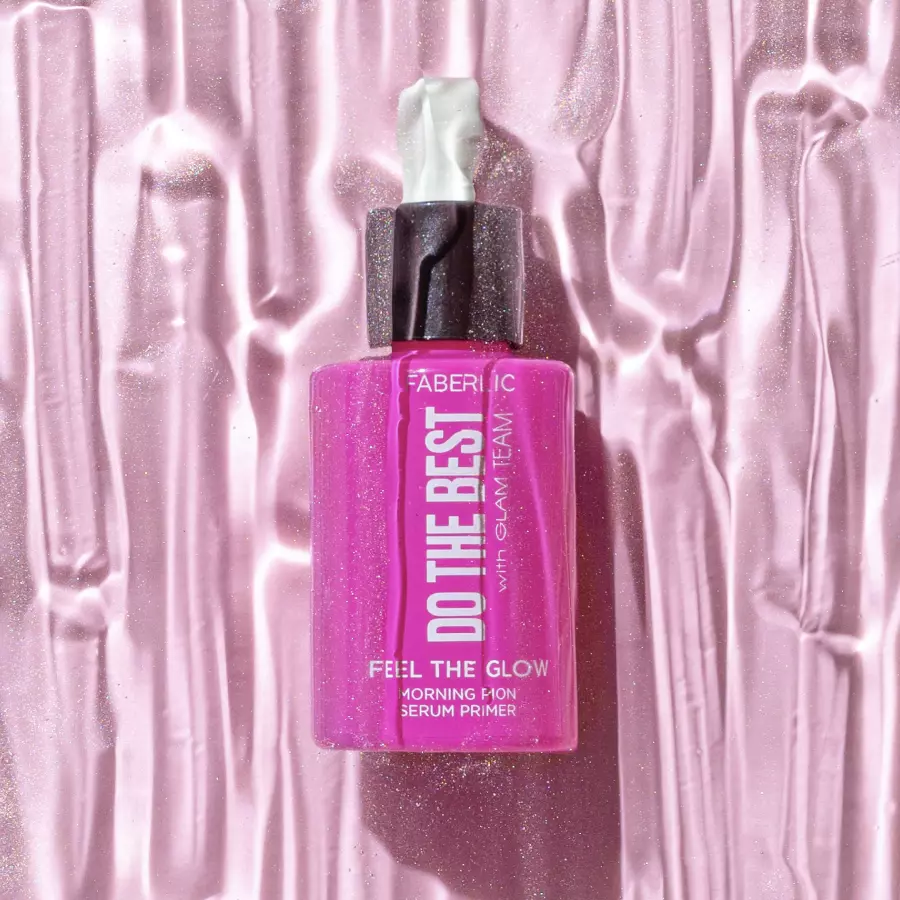 FABERLIC
DO THE BEST
with GLAM TEAM
FEEL THE GLOW
MORNING PION
SERUM PRIMER